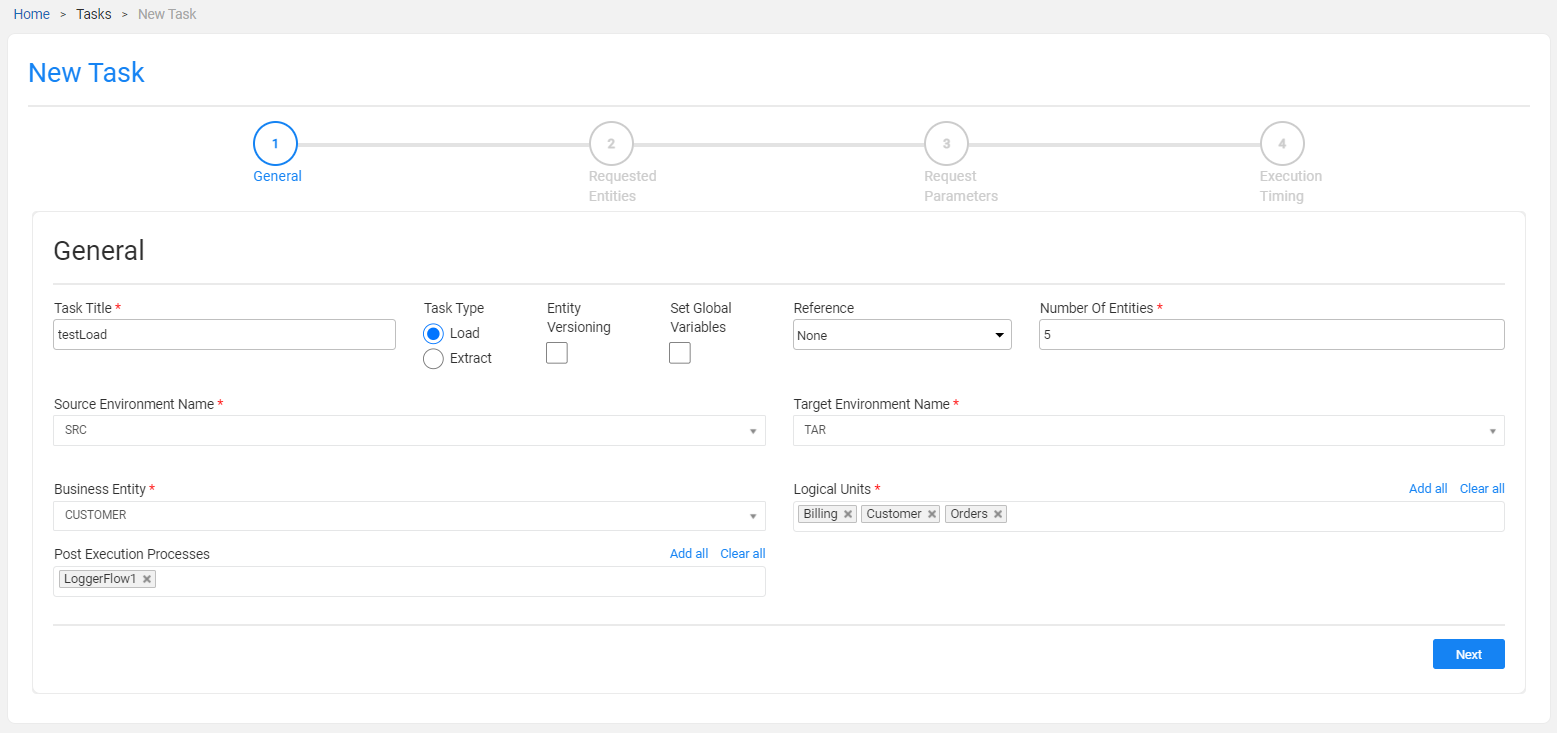 Home > Tasks > New Task
New Task
1 2 3 4
General Requested Entities Request Parameters Execution Timing
General
Task Title * Task Type Entity Versioning Set Global Variables Reference Number Of Entities *
testLoad Load None 5
Extract
Source Environment Name * Target Environment Name *
SRC TAR
Business Entity * Logical Units * Add all Clear all
CUSTOMER Billing × Customer × Orders ×
Post Execution Processes Add all Clear all
LoggerFlow1 ×
Next